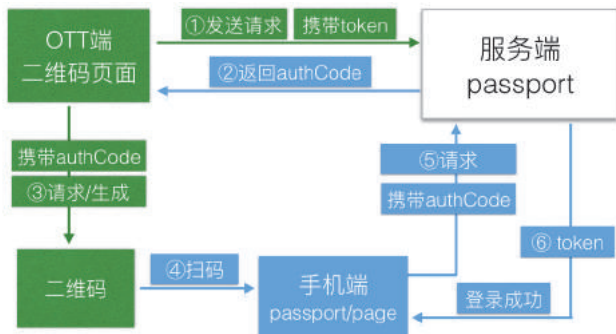 OTT端
二维码页面
①发送请求
携带token
②返回authCode
服务端
passport
携带authCode
③请求/生成
⑤请求
携带authCode
二维码
④扫码
手机端
passport/page
⑥ token
登录成功